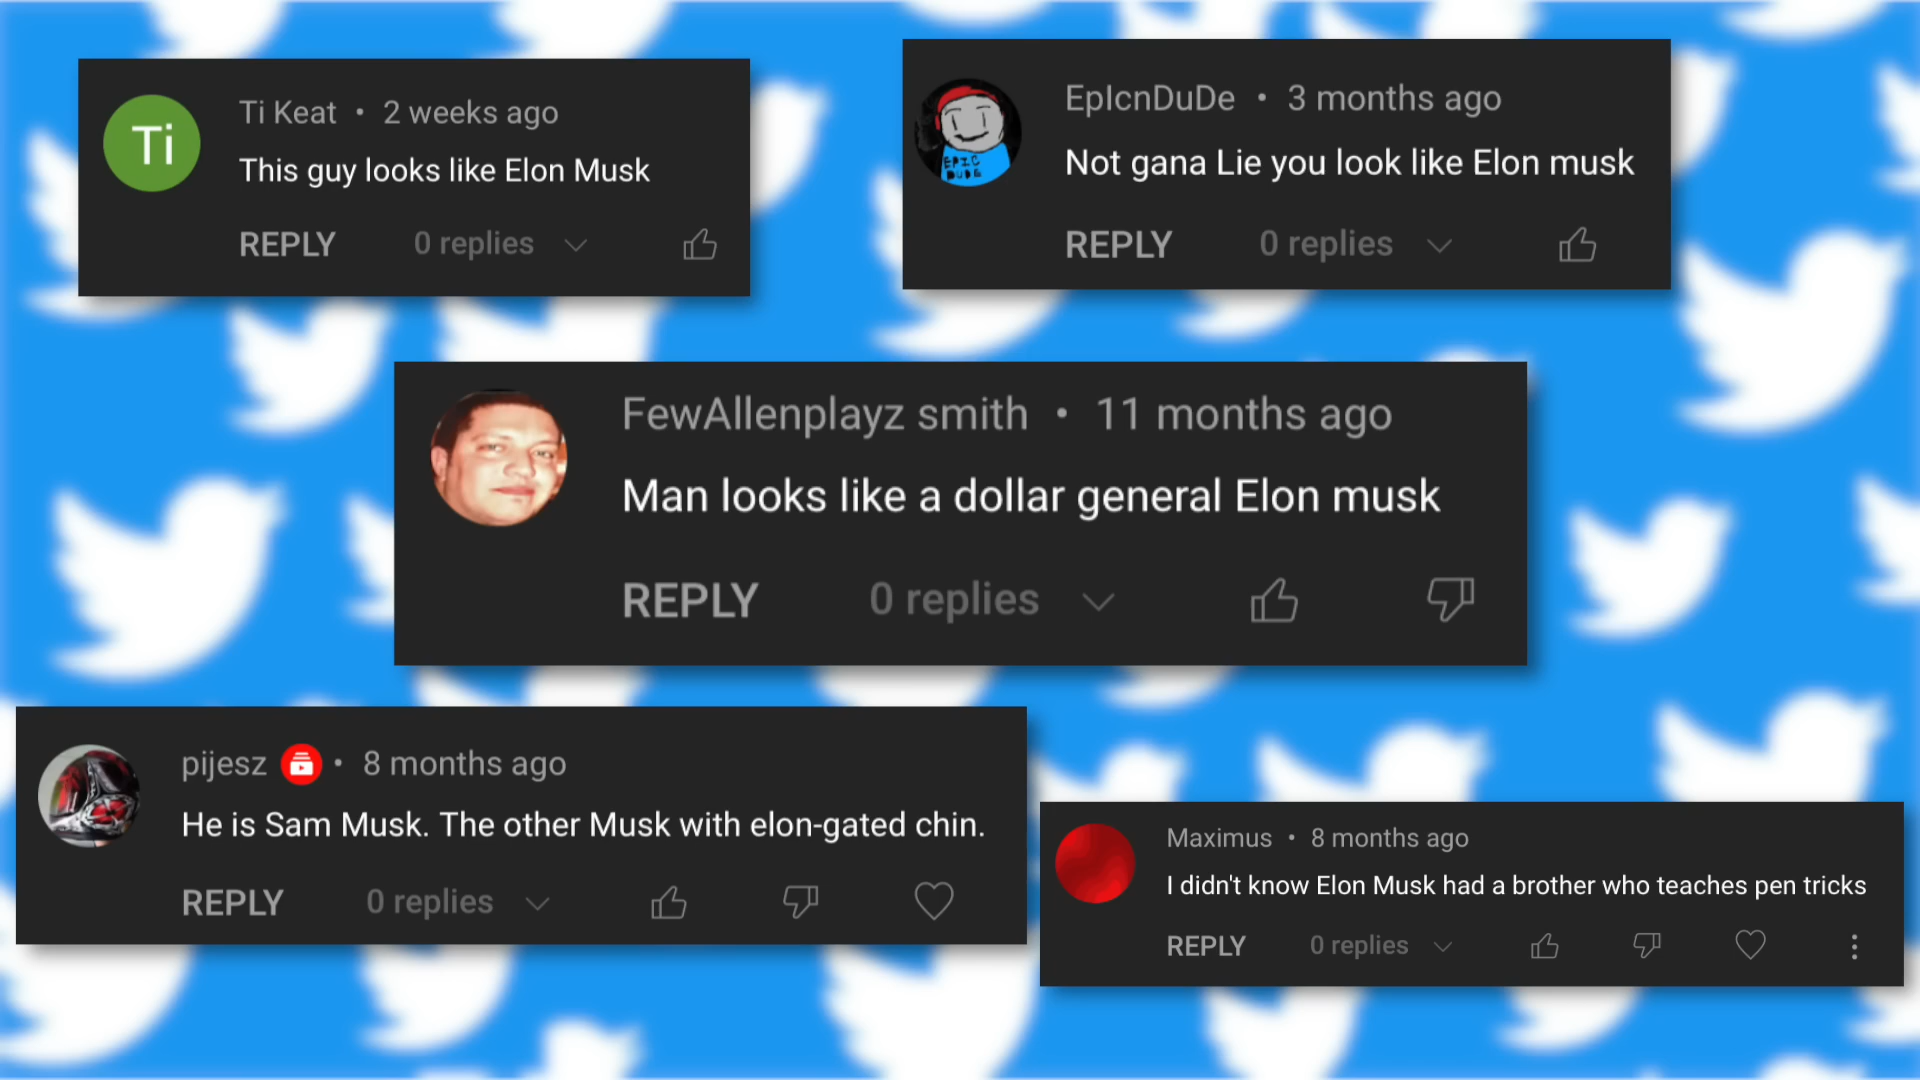 Ti
Ti Keat • 2 weeks ago
This guy looks like Elon Musk
REPLY 0 replies
EPIC
DUDE
EpIcnDuDe • 3 months ago
Not gana Lie you look like Elon musk
REPLY 0 replies
FewAllenplayz smith • 11 months ago
Man looks like a dollar general Elon musk
REPLY 0 replies
pijesz • 8 months ago
He is Sam Musk. The other Musk with elon-gated chin.
REPLY 0 replies
Maximus • 8 months ago
I didn't know Elon Musk had a brother who teaches pen tricks
REPLY 0 replies